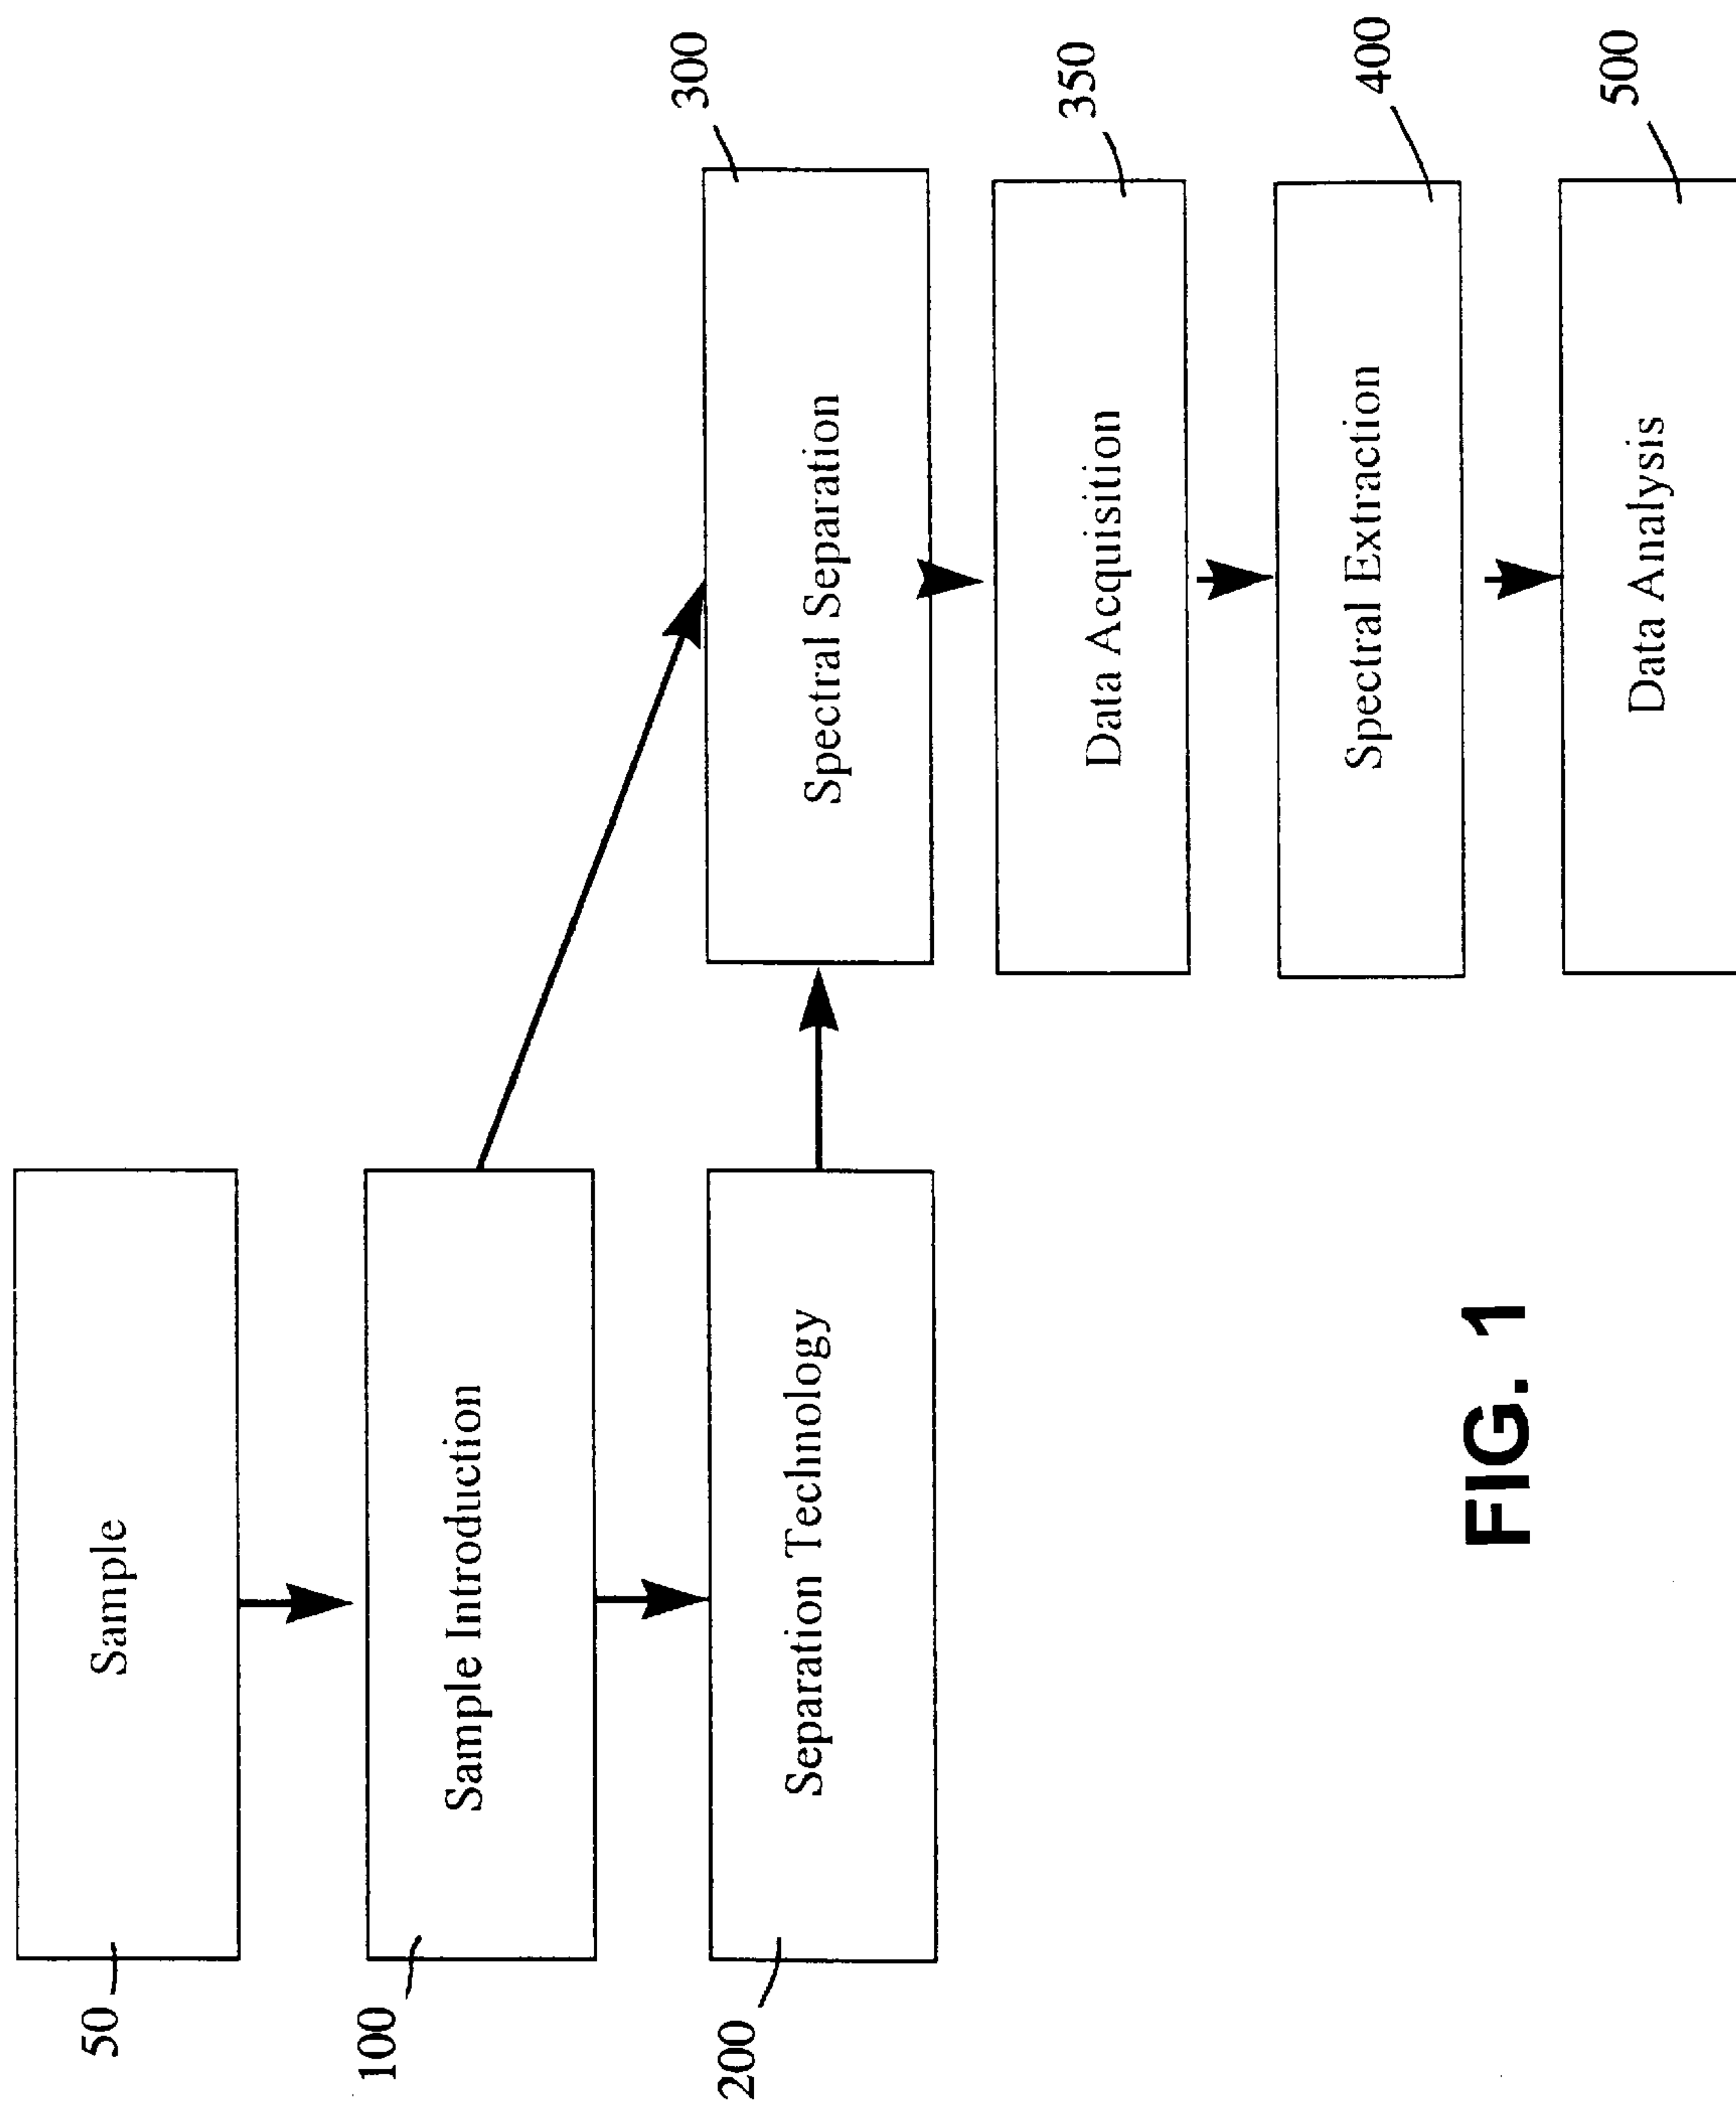 50
Sample
100
Sample Introduction
200
Separation Technology
300
Spectral Separation
350
Data Acquisition
400
Spectral Extraction
500
Data Analysis
FIG. 1